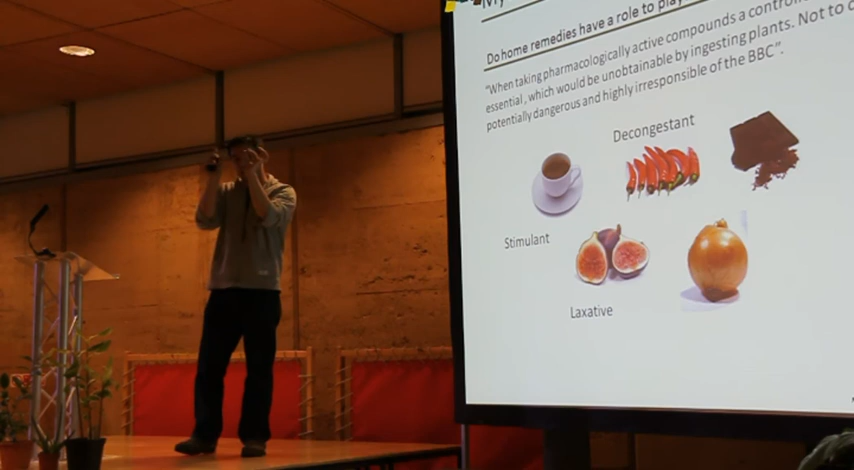 Do home remedies have a role to play
"When taking pharmacologically active compounds a controlle
essential , which would be unobtainable by ingesting plants. Not to
potentially dangerous and highly irresponsible of the BBC".
Decongestant
Stimulant
Laxative